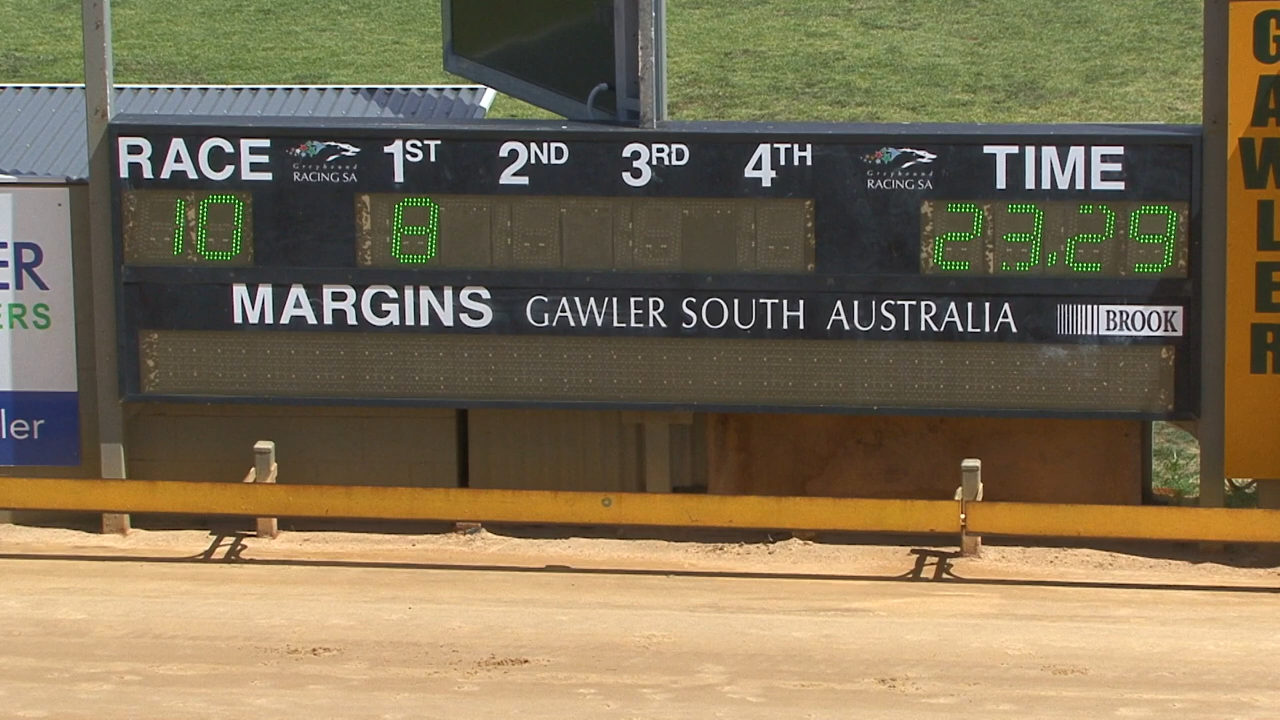 RACE
Greyhound
RACING SA
1ST 2ND 3RD 4TH
Greyhound
RACING SA
TIME
10 8 23.29
MARGINS GAWLER SOUTH AUSTRALIA BROOK
ER
ERS
ler
GAWLER